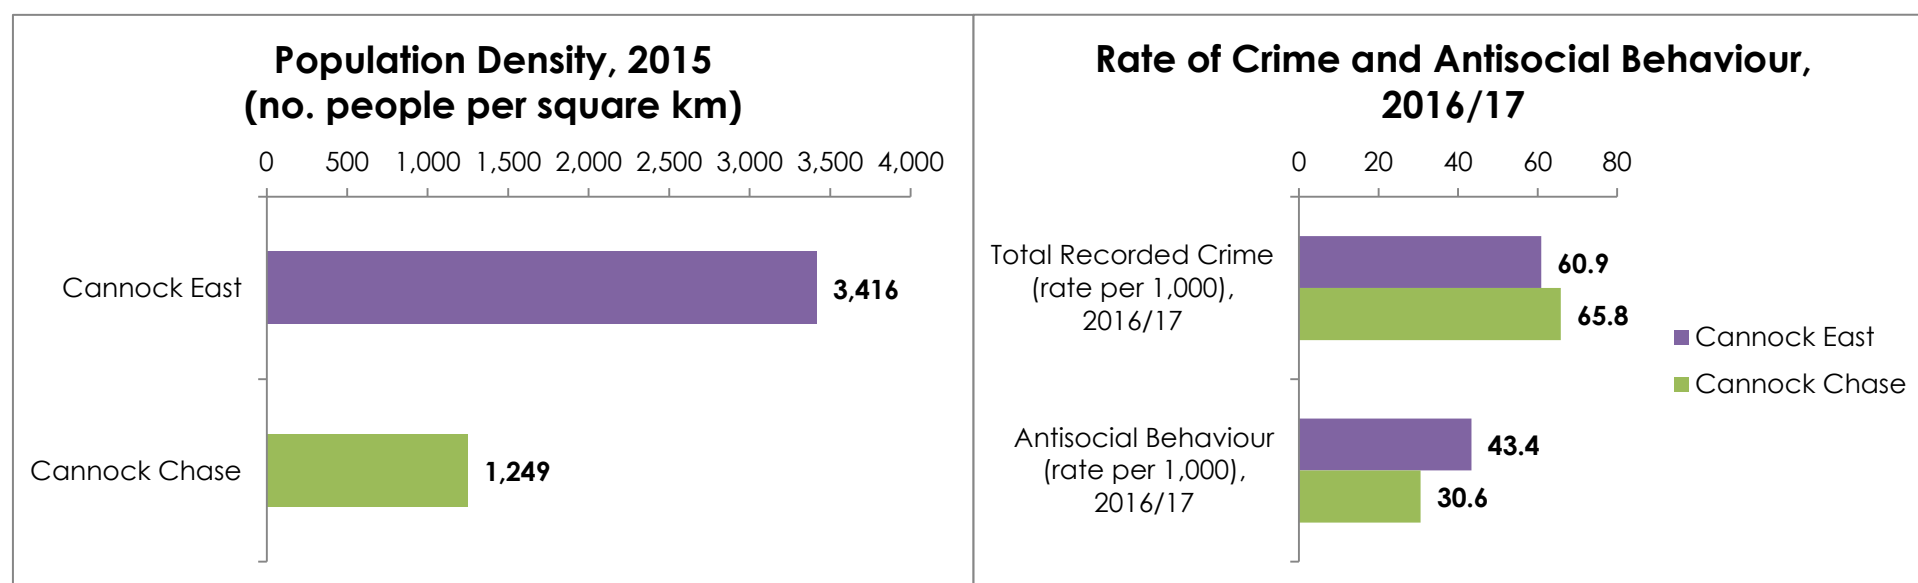 Population Density, 2015
(no. people per square km)
0 500 1,000 1,500 2,000 2,500 3,000 3,500 4,000
Cannock East
3,416
Cannock Chase
1,249
Rate of Crime and Antisocial Behaviour,
2016/17
0 20 40 60 80
Total Recorded Crime
(rate per 1,000),
2016/17
60.9
65.8
Antisocial Behaviour
(rate per 1,000),
2016/17
43.4
30.6
Cannock East
Cannock Chase